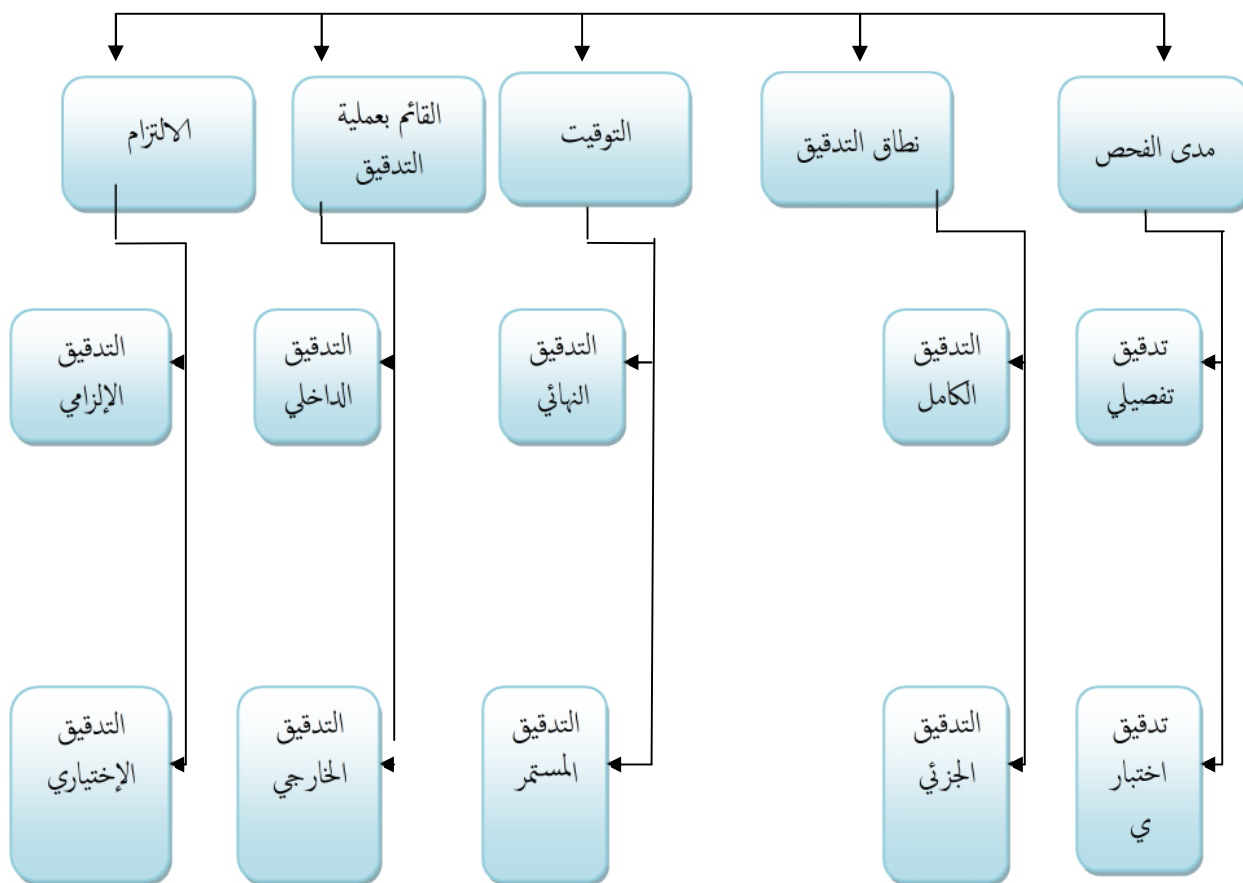 مدى الفحص
نطاق التدقيق
التوقيت
القائم بعملية
التدقيق
الالتزام
تدقيق
تفصيلي
التدقيق
الكامل
التدقيق
النهائي
التدقيق
الداخلي
التدقيق
الإلزامي
تدقيق
اختبار
ي
التدقيق
الجزئي
التدقيق
المستمر
التدقيق
الخارجي
التدقيق
الإختياري